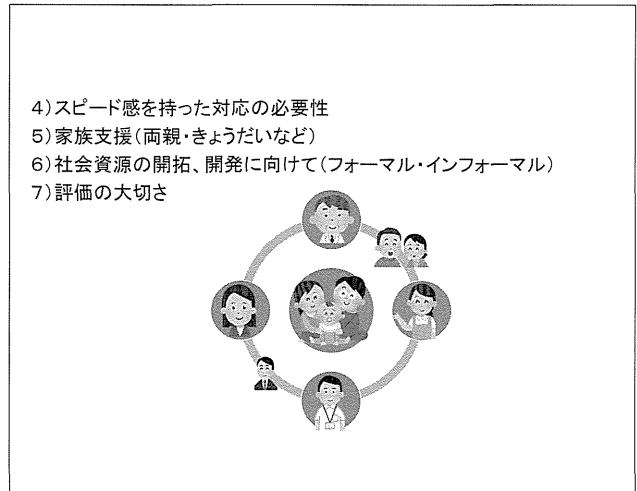 4)スピード感を持った対応の必要性
5)家族支援(両親・きょうだいなど)
6)社会資源の開拓、開発に向けて(フォーマル・インフォーマル)
7)評価の大切さ